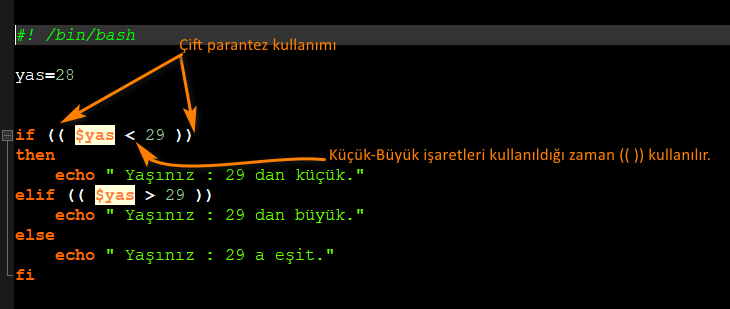 #! /bin/bash
Çift parantez kullanımı
yas=28
if (( $yas < 29 ))
then
Küçük-Büyük işaretleri kullanıldığı zaman (( )) kullanılır.
echo " Yaşınız : 29 dan küçük."
elif (( $yas > 29 ))
echo " Yaşınız : 29 dan büyük."
else
echo " Yaşınız : 29 a eşit."
fi